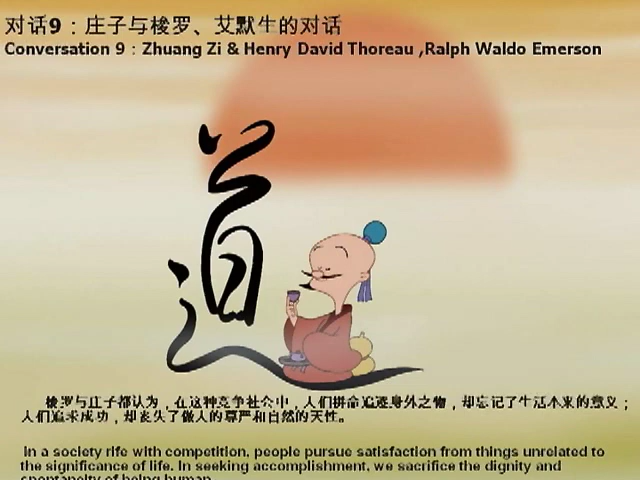 对话9：庄子与梭罗、艾默生的对话
Conversation 9：Zhuang Zi & Henry David Thoreau ,Ralph Waldo Emerson
道
梭罗与庄子都认为，在这种竞争社会中，人们拼命追逐身外之物，却忘记了生活本来的意义；
人们追求成功，却丧失了做人的尊严和自然的天性。
In a society rife with competition, people pursue satisfaction from things unrelated to
the significance of life. In seeking accomplishment, we sacrifice the dignity and
spontaneity of being human.